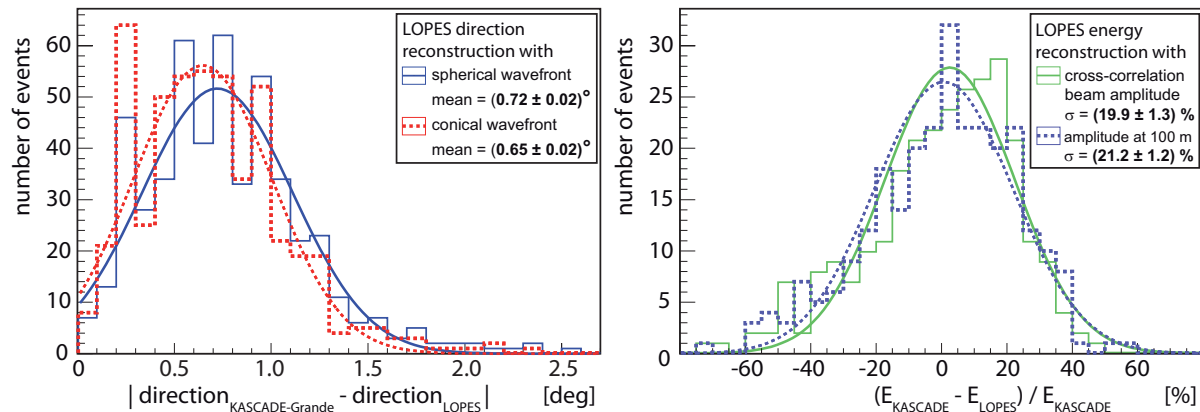 number of events
60
50
40
30
20
10
0
LOPES direction
reconstruction with
spherical wavefront
mean = (0.72 ± 0.02)°
conical wavefront
mean = (0.65 ± 0.02)°
0
0.5
1.0
1.5
2.0
2.5
| direction_KASCADE-Grande - direction_LOPES | [deg]
number of events
30
25
20
15
10
5
0
LOPES energy
reconstruction with
cross-correlation
beam amplitude
σ = (19.9 ± 1.3) %
amplitude at 100 m
σ = (21.2 ± 1.2) %
-60
-40
-20
0
20
40
60
(E_KASCADE - E_LOPES) / E_KASCADE [%]